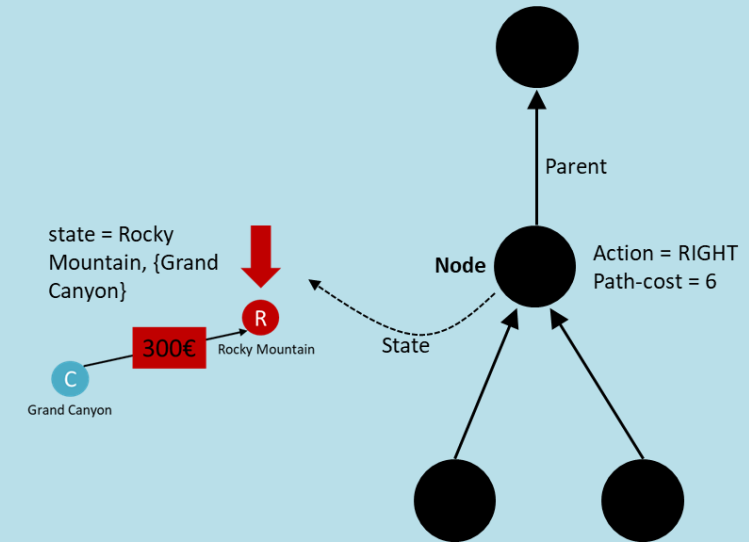 Parent
state = Rocky
Mountain, {Grand
Canyon}
Node
Action = RIGHT
Path-cost = 6
R
300€
Rocky Mountain
State
C
Grand Canyon